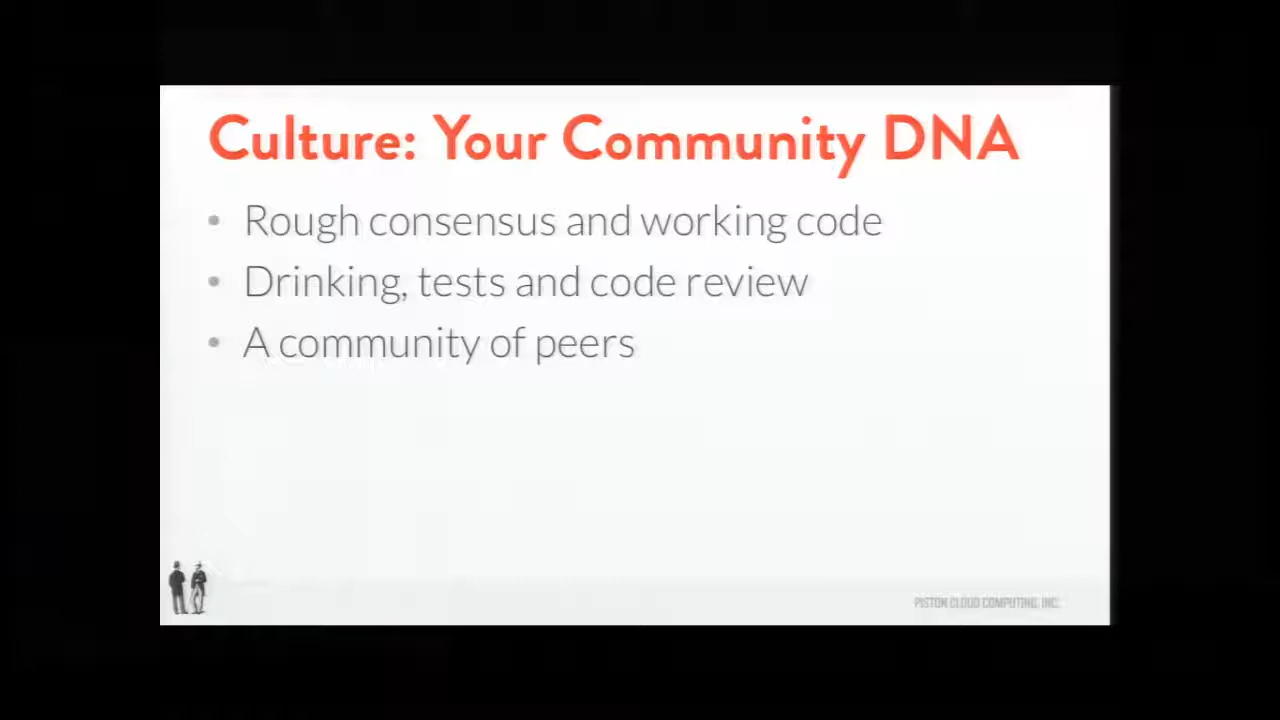 Culture: Your Community DNA
• Rough consensus and working code
• Drinking, tests and code review
• A community of peers
PISTON CLOUD COMPUTING, INC.